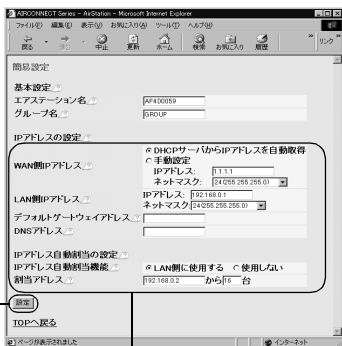 AIRCONNECT Series - AirStation - Microsoft Internet Explorer
ファイル(F) 編集(E) 表示(V) お気に入り(A) ツール(T) ヘルプ(H)
戻る 進む 中止 更新 ホーム 検索 お気に入り 履歴 リンク
簡易設定
基本設定
エアステーション名 AP400059
グループ名 GROUP
IPアドレスの設定
WAN側IPアドレス
DHCPサーバからIPアドレスを自動取得
手動設定
IPアドレス: 1.1.1.1
ネットマスク: 24(255.255.255.0)
LAN側IPアドレス
IPアドレス: 192.168.0.1
ネットマスク: 24(255.255.255.0)
デフォルトゲートウェイアドレス
DNSアドレス
IPアドレス自動割当の設定
IPアドレス自動割当機能 LAN側に使用する 使用しない
割当アドレス 192.168.0.2 から 16 台
設定
TOPへ戻る
ページが表示されました インターネット